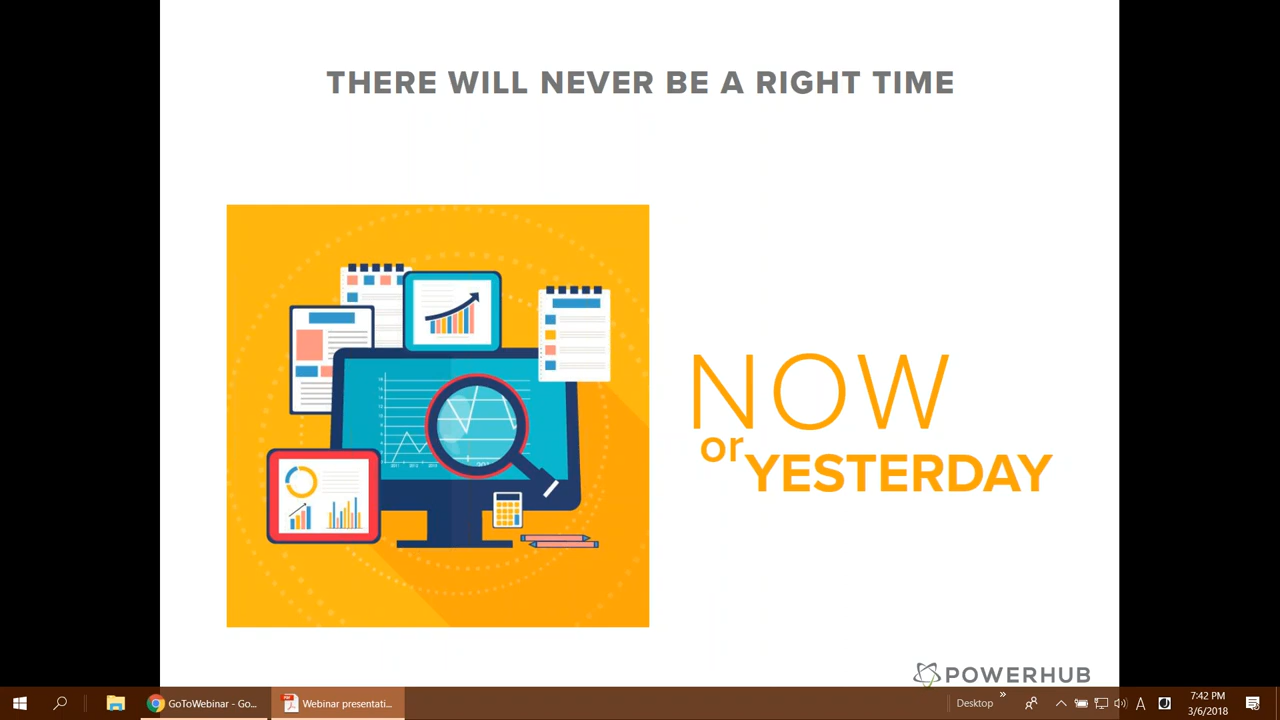 THERE WILL NEVER BE A RIGHT TIME
NOW
or
YESTERDAY
POWERHUB
GoToWebinar - Go...
Webinar presentati...
Desktop
A
7:42 PM
3/6/2018